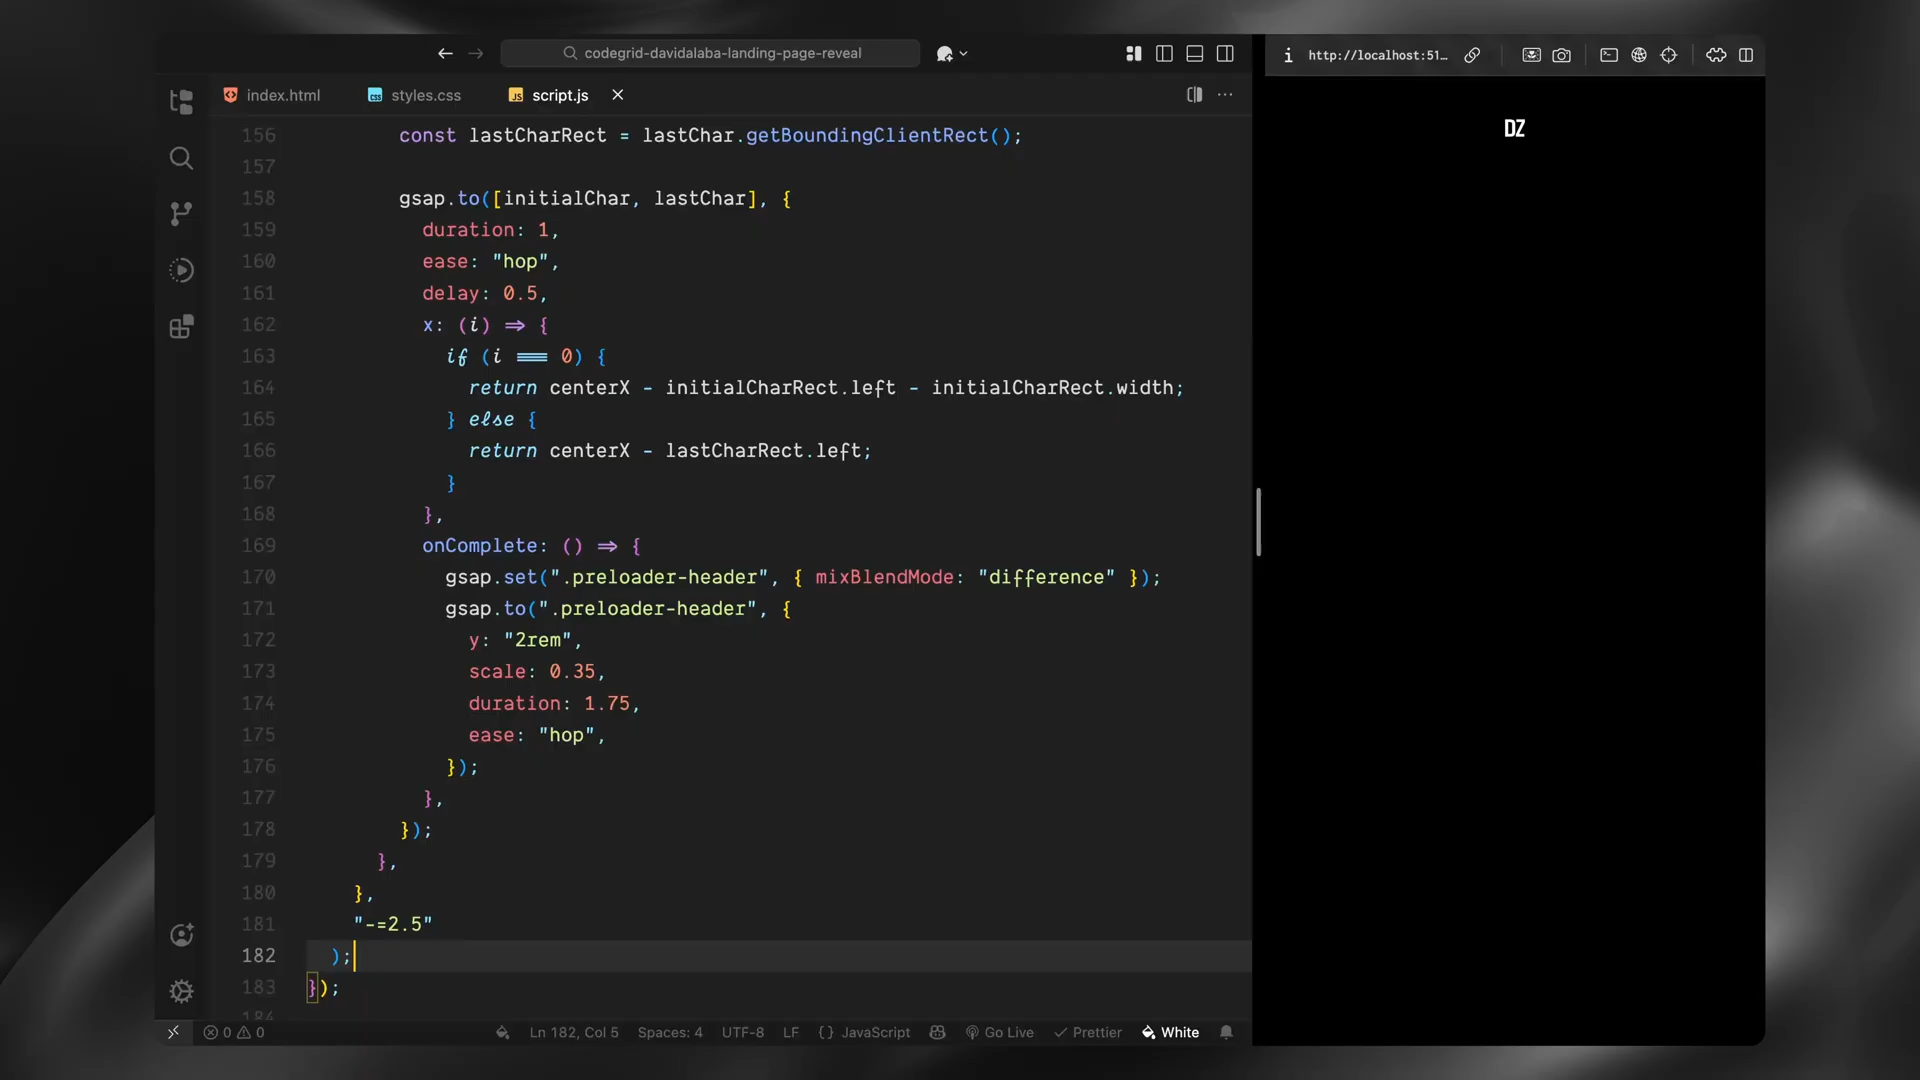 codegrid-davidalaba-landing-page-reveal
http://localhost:51…
index.html
styles.css
script.js
DZ
156 const lastCharRect = lastChar.getBoundingClientRect();
157
158 gsap.to([initialChar, lastChar], {
159 duration: 1,
160 ease: "hop",
161 delay: 0.5,
162 x: (i) => {
163 if (i === 0) {
164 return centerX - initialCharRect.left - initialCharRect.width;
165 } else {
166 return centerX - lastCharRect.left;
167 }
168 },
169 onComplete: () => {
170 gsap.set(".preloader-header", { mixBlendMode: "difference" });
171 gsap.to(".preloader-header", {
172 y: "2rem",
173 scale: 0.35,
174 duration: 1.75,
175 ease: "hop",
176 });
177 },
178 });
179 },
180 },
181 "-=2.5"
182 );
183 });
184
0 0 Ln 182, Col 5 Spaces: 4 UTF-8 LF {} JavaScript Go Live Prettier White